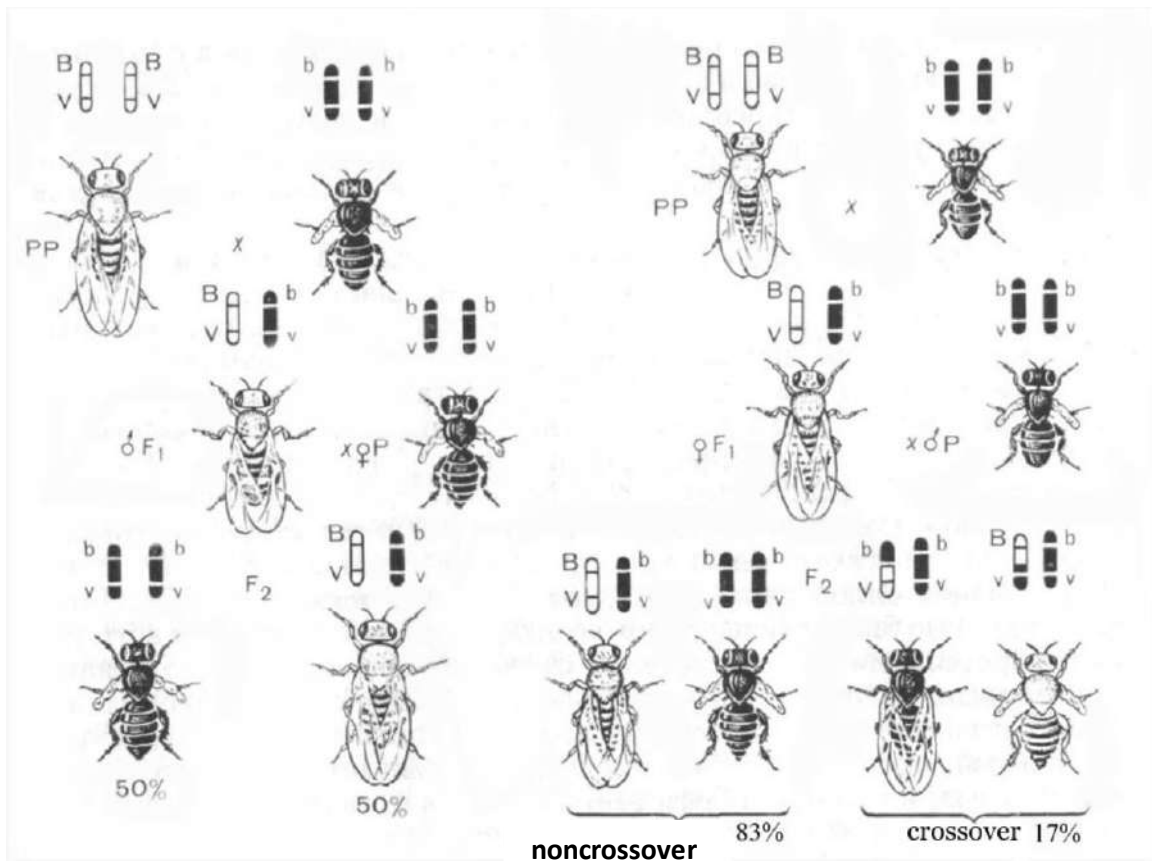 B B
V V
b b
v v
PP
x
B b
V v
b b
v v
♂F₁
x♀P
b b
v v
F₂
B b
V v
50%
50%
B B
V V
b b
v v
PP
x
B b
V v
b b
v v
♀F₁
x♂P
B b
V v
b b
v v
F₂
b b
V v
B b
v v
83%
crossover 17%
noncrossover